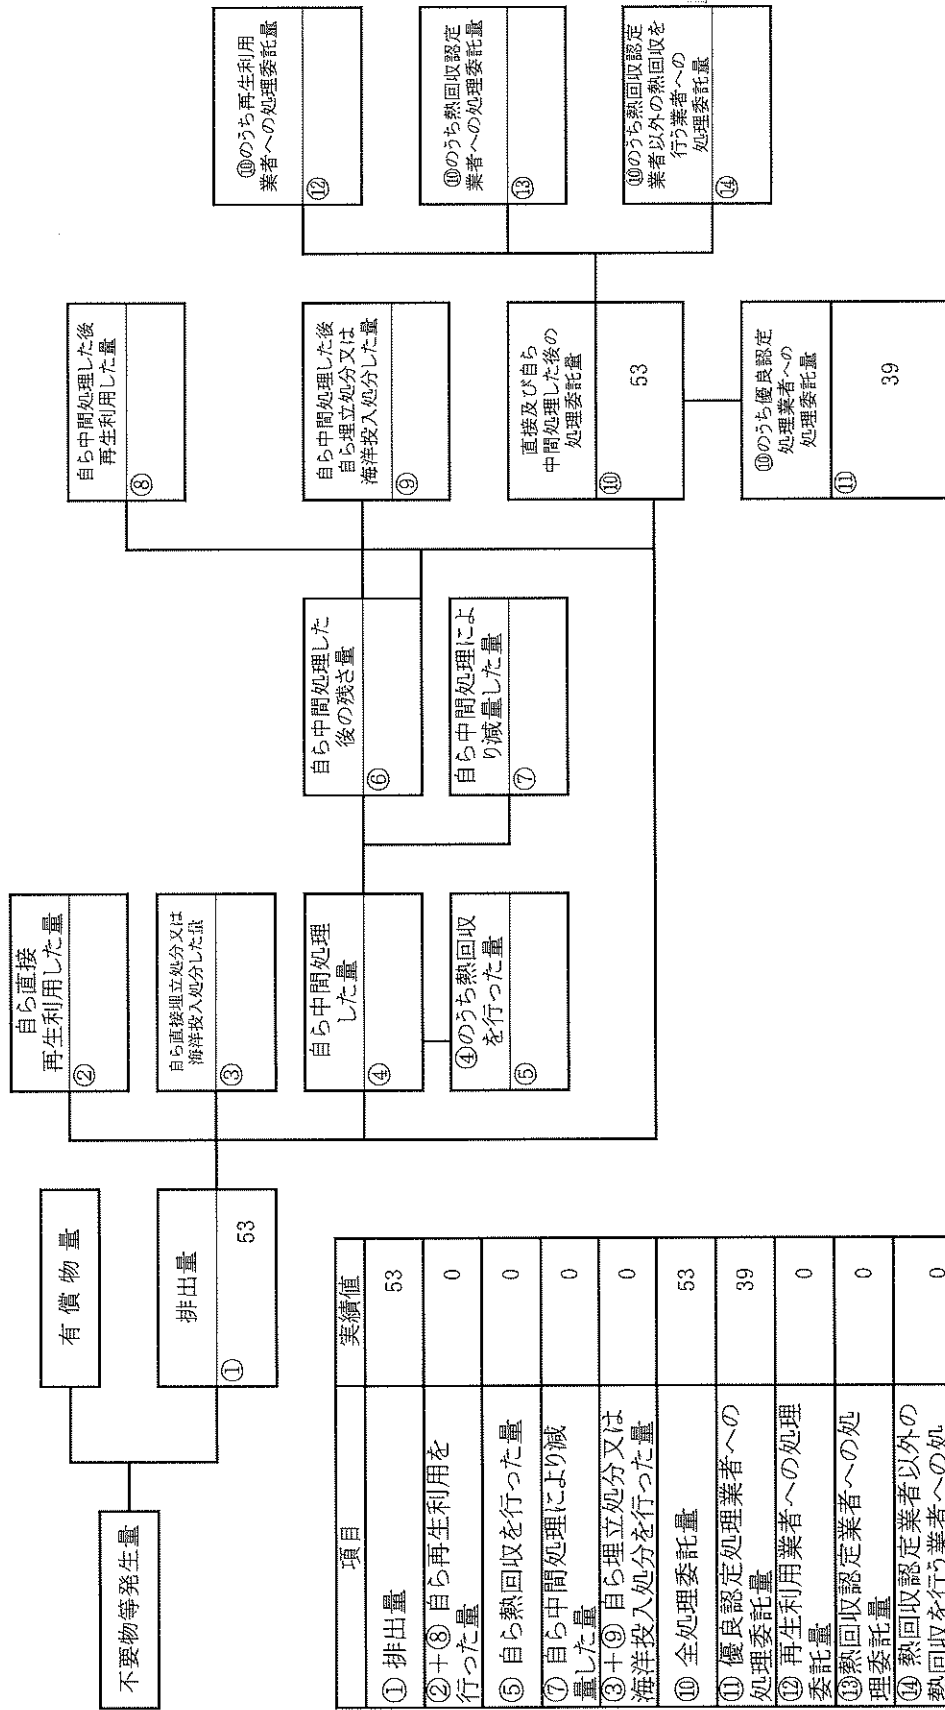 不要物等発生量
有償物量
排出量
①
53
自ら直接
再生利用した量
②
自ら直接埋立処分又は
海洋投入処分した量
③
自ら中間処理
した量
④
④のうち熱回収
を行った量
⑤
自ら中間処理した
後の残さ量
⑥
自ら中間処理によ
り減量した量
⑦
自ら中間処理した後
再生利用した量
⑧
自ら中間処理した後
自ら埋立処分又は
海洋投入処分した量
⑨
直接及び自ら
中間処理した後の
処理委託量
⑩
53
⑩のうち優良認定
処理業者への
処理委託量
⑪
39
⑩のうち再生利用
業者への処理委託量
⑫
⑩のうち熱回収認定
業者への処理委託量
⑬
⑩のうち熱回収認定
業者以外の熱回収を
行う業者への
処理委託量
⑭
項目 実績値
① 排出量 53
②+⑧ 自ら再生利用を
行った量 0
⑤ 自ら熱回収を行った量 0
⑦ 自ら中間処理により減
量した量 0
③+⑨ 自ら埋立処分又は
海洋投入処分を行った量 0
⑩ 全処理委託量 53
⑪ 優良認定処理業者への
処理委託量 39
⑫ 再生利用業者への処理
委託量 0
⑬熱回収認定業者への処
理委託量 0
⑭ 熱回収認定業者以外の
熱回収を行う業者への処 0